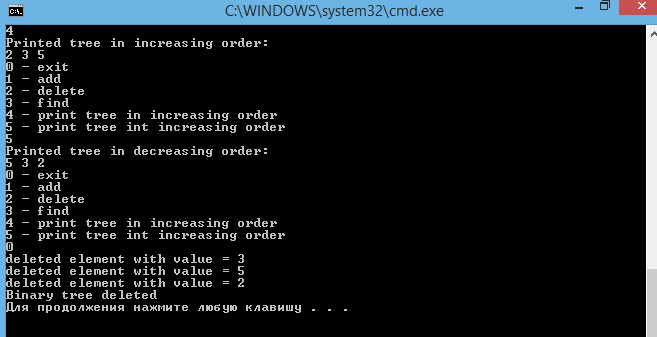 C:\WINDOWS\system32\cmd.exe
4
Printed tree in increasing order:
2 3 5
0 - exit
1 - add
2 - delete
3 - find
4 - print tree in increasing order
5 - print tree int increasing order
5
Printed tree in decreasing order:
5 3 2
0 - exit
1 - add
2 - delete
3 - find
4 - print tree in increasing order
5 - print tree int increasing order
0
deleted element with value = 3
deleted element with value = 5
deleted element with value = 2
Binary tree deleted
Для продолжения нажмите любую клавишу . . .